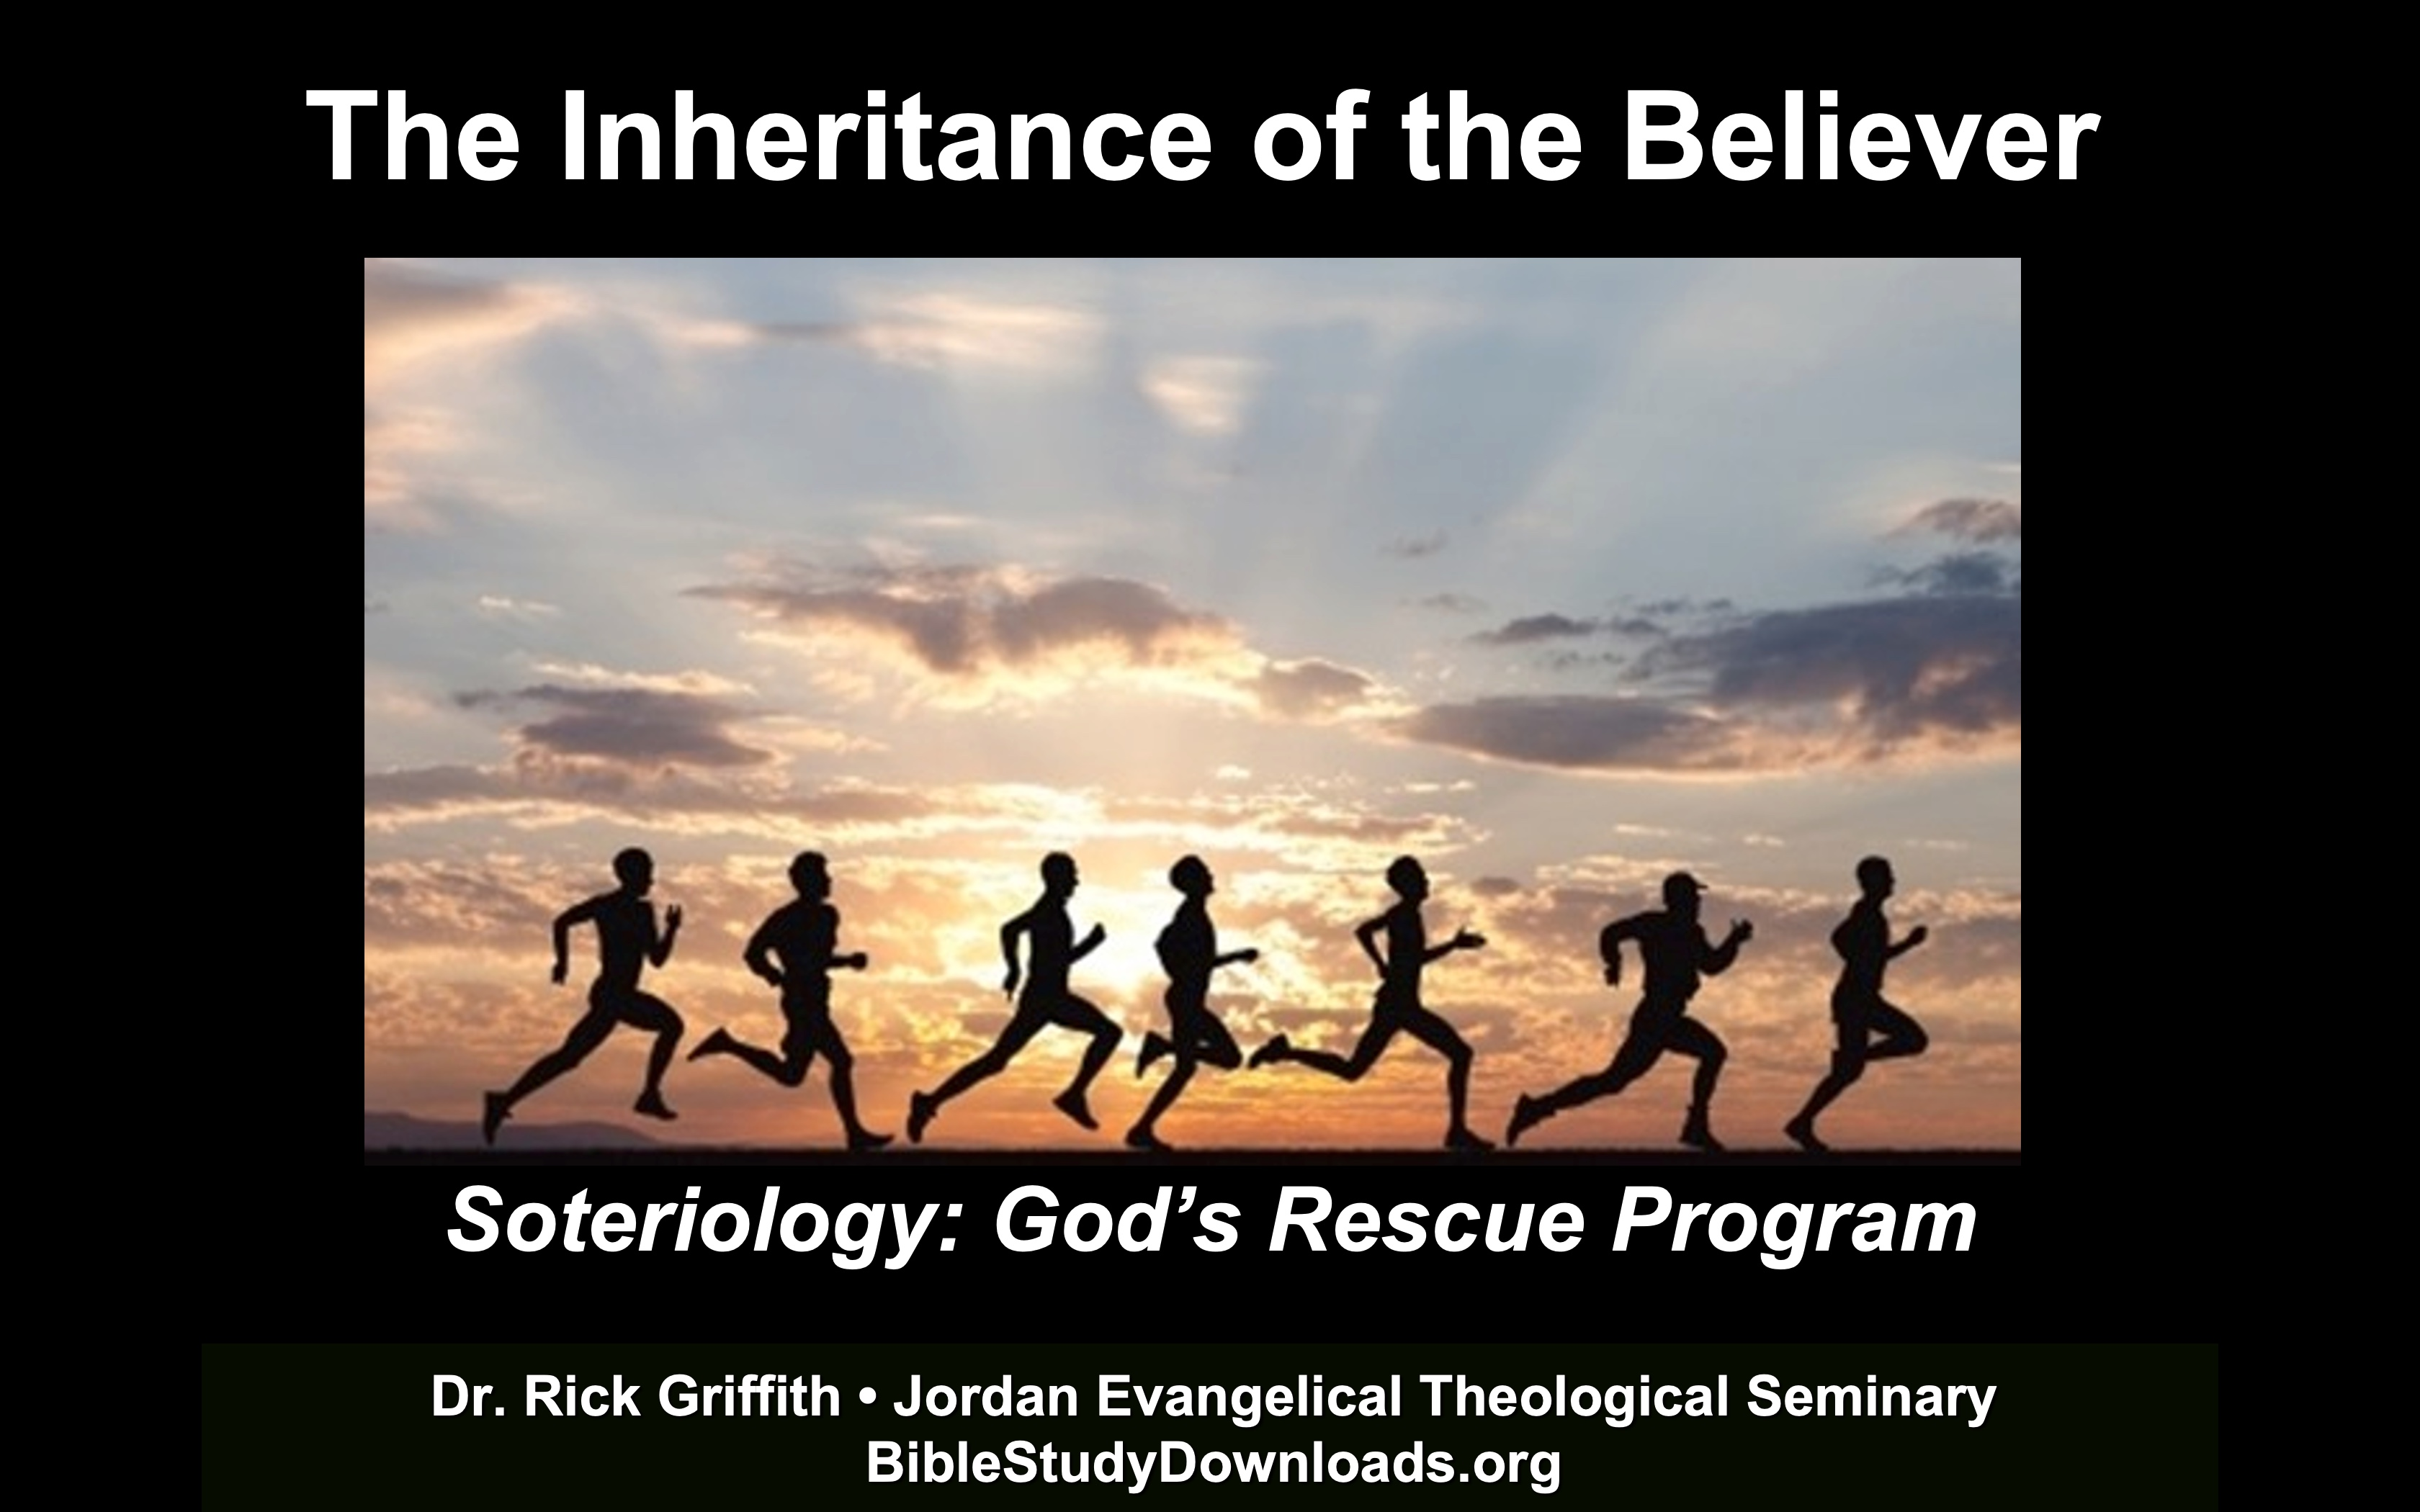 The Inheritance of the Believer
Soteriology: God’s Rescue Program
Dr. Rick Griffith • Jordan Evangelical Theological Seminary
BibleStudyDownloads.org